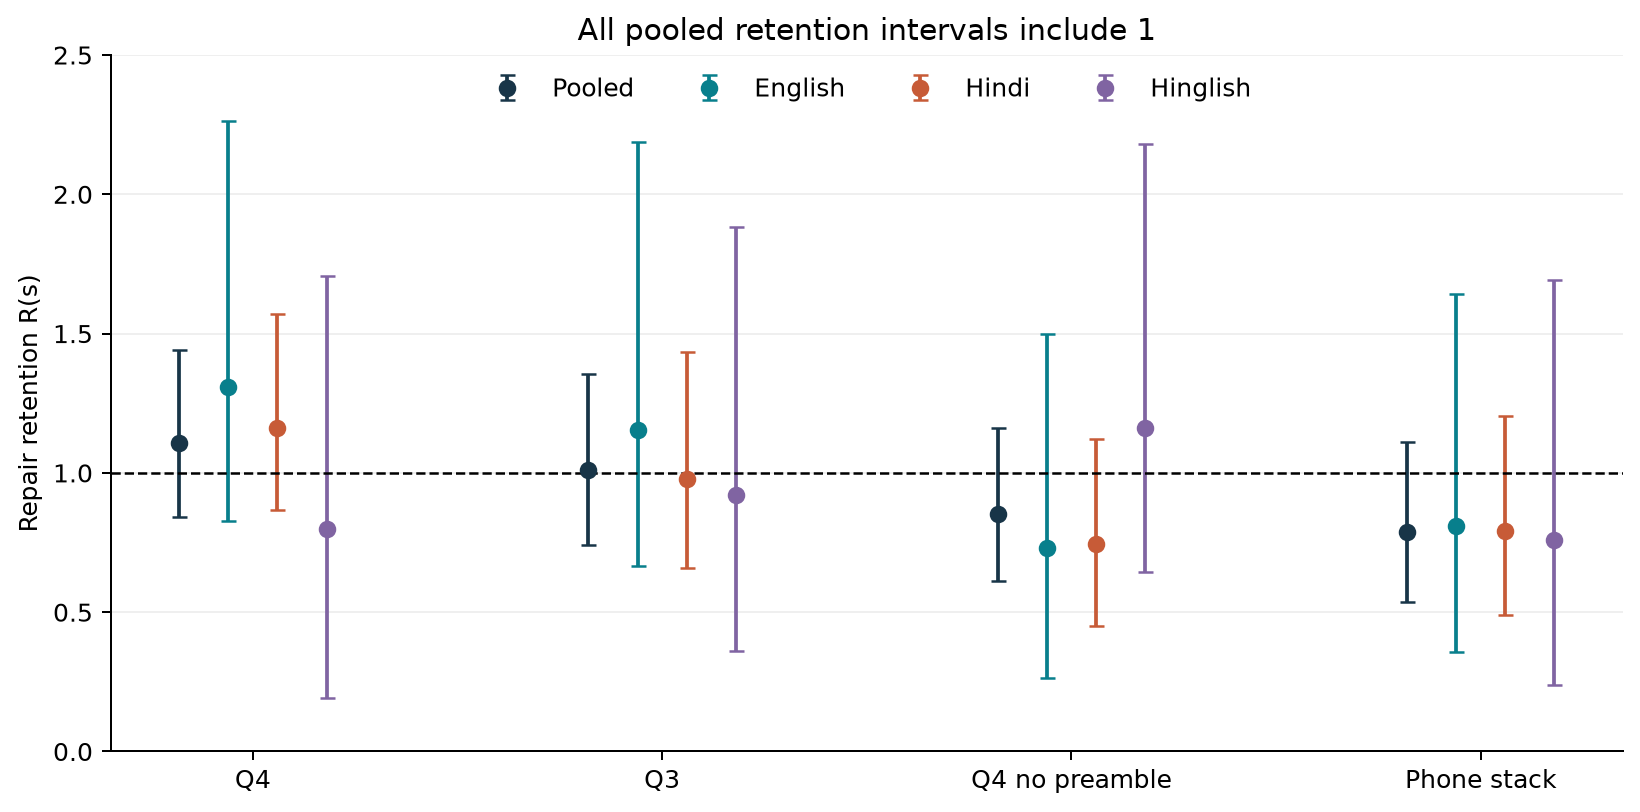 All pooled retention intervals include 1
Pooled English Hindi Hinglish
Repair retention R(s)
2.5
2.0
1.5
1.0
0.5
0.0
Q4 Q3 Q4 no preamble Phone stack